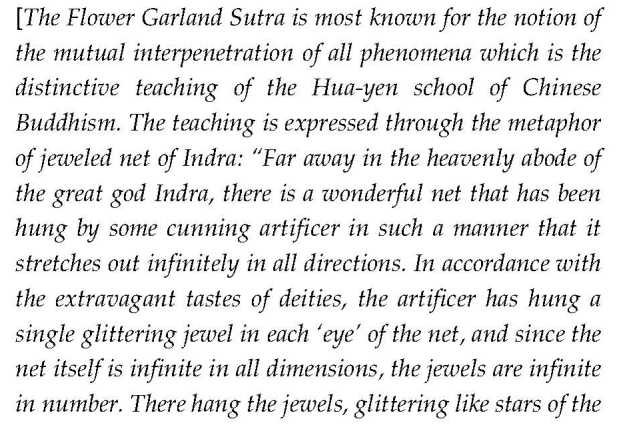 [The Flower Garland Sutra is most known for the notion of
the mutual interpenetration of all phenomena which is the
distinctive teaching of the Hua-yen school of Chinese
Buddhism. The teaching is expressed through the metaphor
of jeweled net of Indra: “Far away in the heavenly abode of
the great god Indra, there is a wonderful net that has been
hung by some cunning artificer in such a manner that it
stretches out infinitely in all directions. In accordance with
the extravagant tastes of deities, the artificer has hung a
single glittering jewel in each ‘eye’ of the net, and since the
net itself is infinite in all dimensions, the jewels are infinite
in number. There hang the jewels, glittering like stars of the